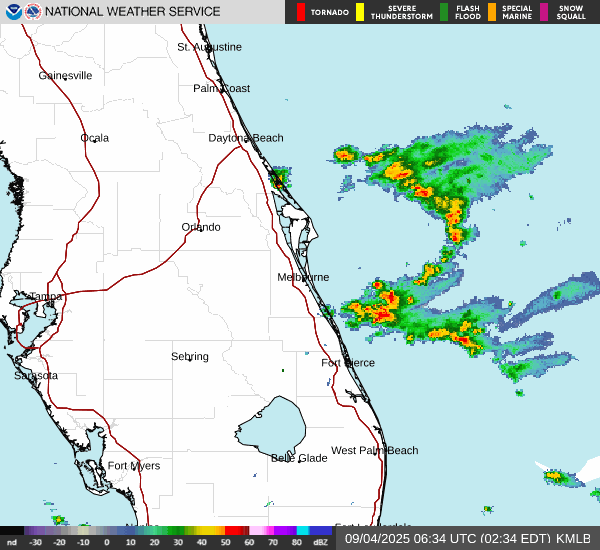 NATIONAL WEATHER SERVICE
TORNADO
SEVERE
THUNDERSTORM
FLASH
FLOOD
SPECIAL
MARINE
SNOW
SQUALL
St. Augustine
Gainesville
Palm Coast
Ocala
Daytona Beach
Orlando
Melbourne
Tampa
Sebring
Fort Pierce
Sarasota
West Palm Beach
Belle Glade
Fort Myers
nd -30 -20 -10 0 10 20 30 40 50 60 70 80 dBZ
09/04/2025 06:34 UTC (02:34 EDT) KMLB